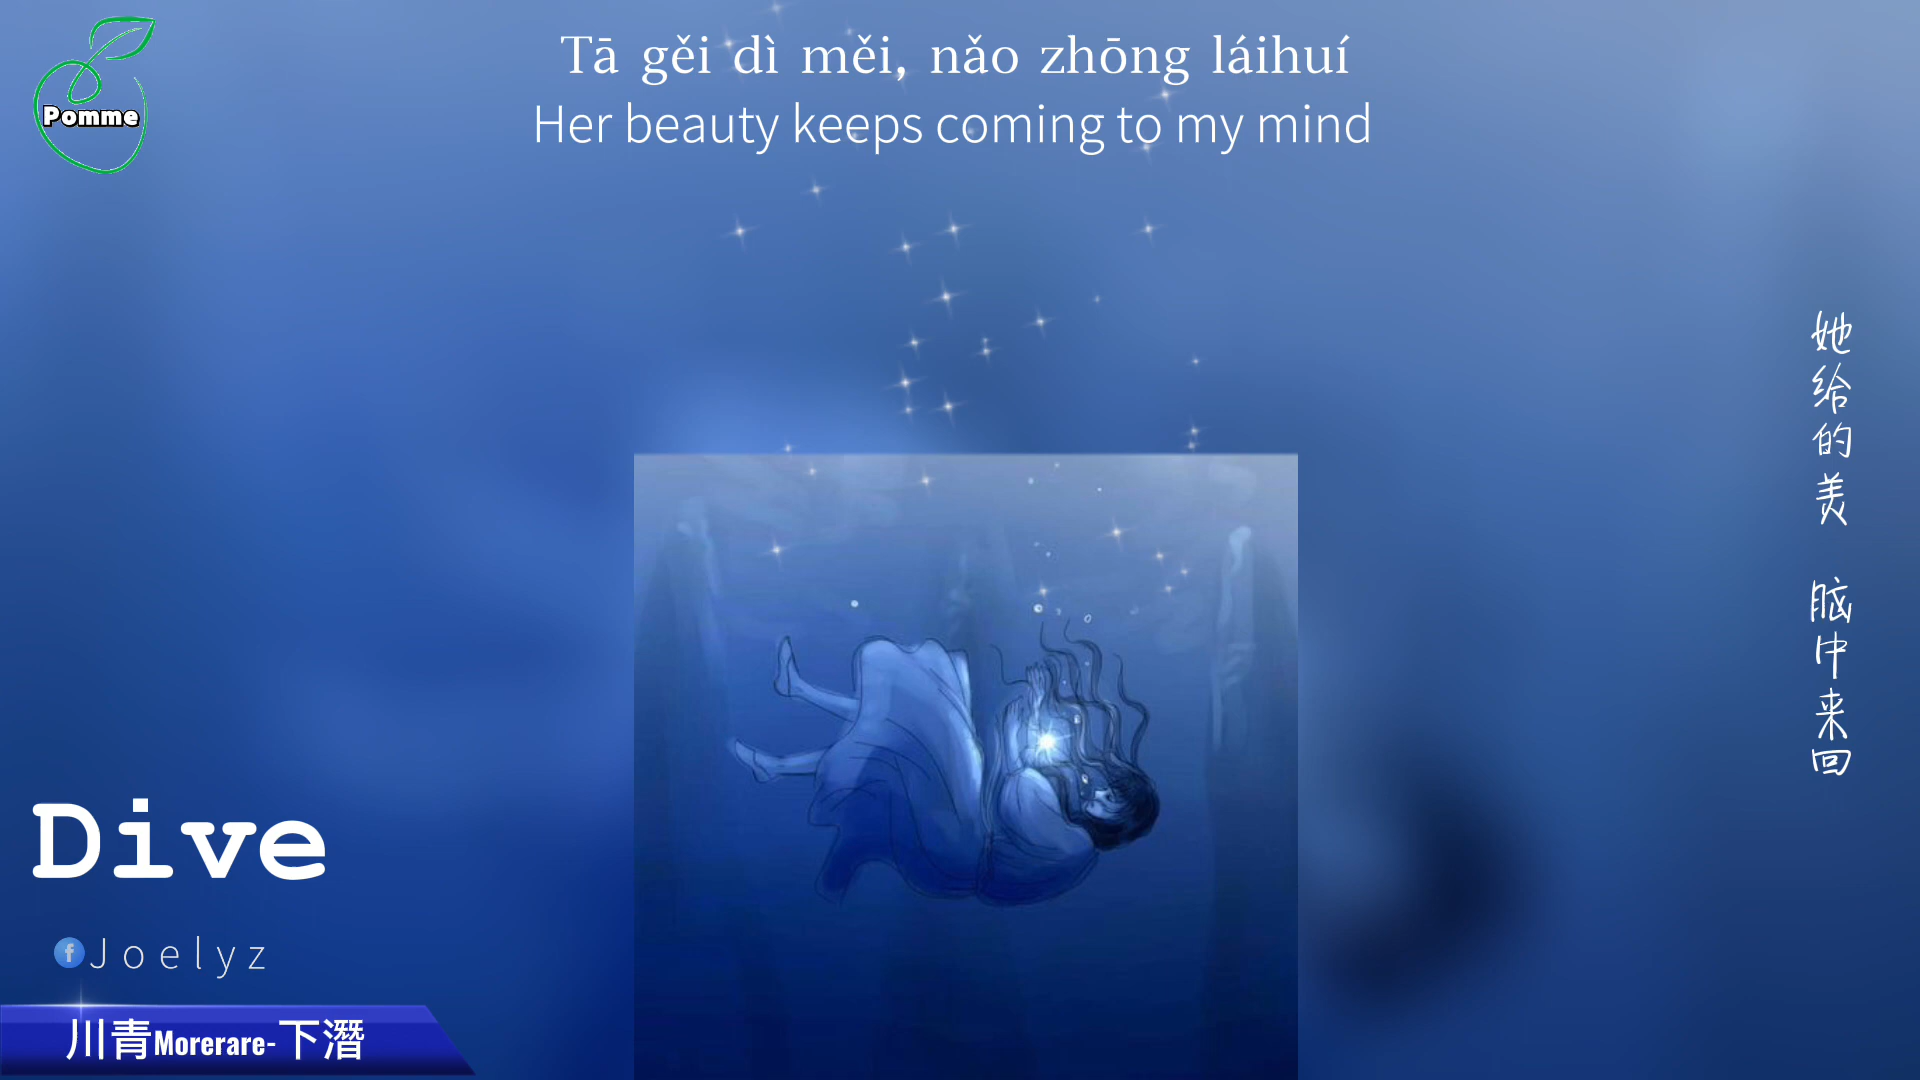 Pomme
Tā gěi dì měi, nǎo zhōng láihuí
Her beauty keeps coming to my mind
她给的美 脑中来回
Dive
Joelyz
川青Morerare-下潛